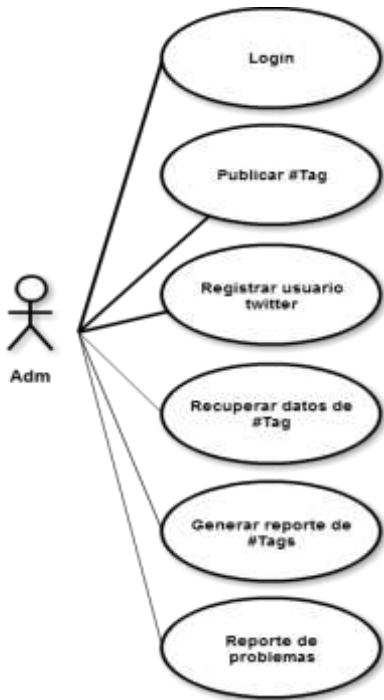 Login
Publicar #Tag
Registrar usuario
twitter
Adm
Recuperar datos de
#Tag
Generar reporte de
#Tags
Reporte de
problemas